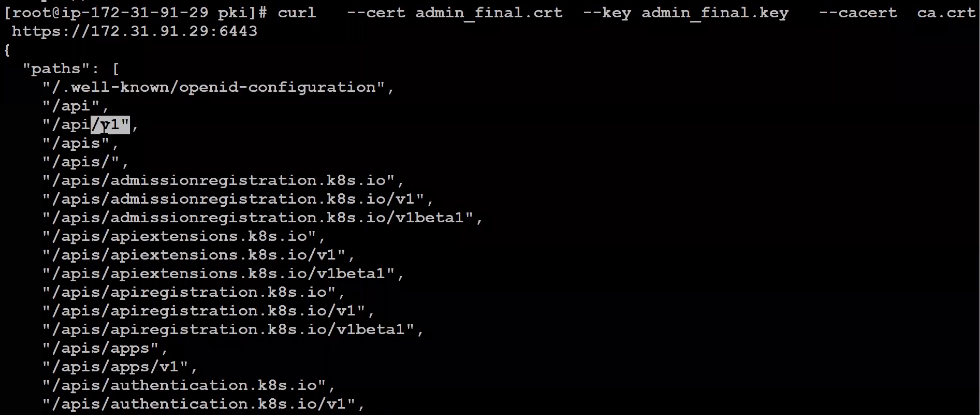 [root@ip-172-31-91-29 pki]# curl   --cert admin_final.crt  --key admin_final.key   --cacert  ca.crt
 https://172.31.91.29:6443
{
  "paths": [
    "/.well-known/openid-configuration",
    "/api",
    "/api/v1",
    "/apis",
    "/apis/",
    "/apis/admissionregistration.k8s.io",
    "/apis/admissionregistration.k8s.io/v1",
    "/apis/admissionregistration.k8s.io/v1beta1",
    "/apis/apiextensions.k8s.io",
    "/apis/apiextensions.k8s.io/v1",
    "/apis/apiextensions.k8s.io/v1beta1",
    "/apis/apiregistration.k8s.io",
    "/apis/apiregistration.k8s.io/v1",
    "/apis/apiregistration.k8s.io/v1beta1",
    "/apis/apps",
    "/apis/apps/v1",
    "/apis/authentication.k8s.io",
    "/apis/authentication.k8s.io/v1",